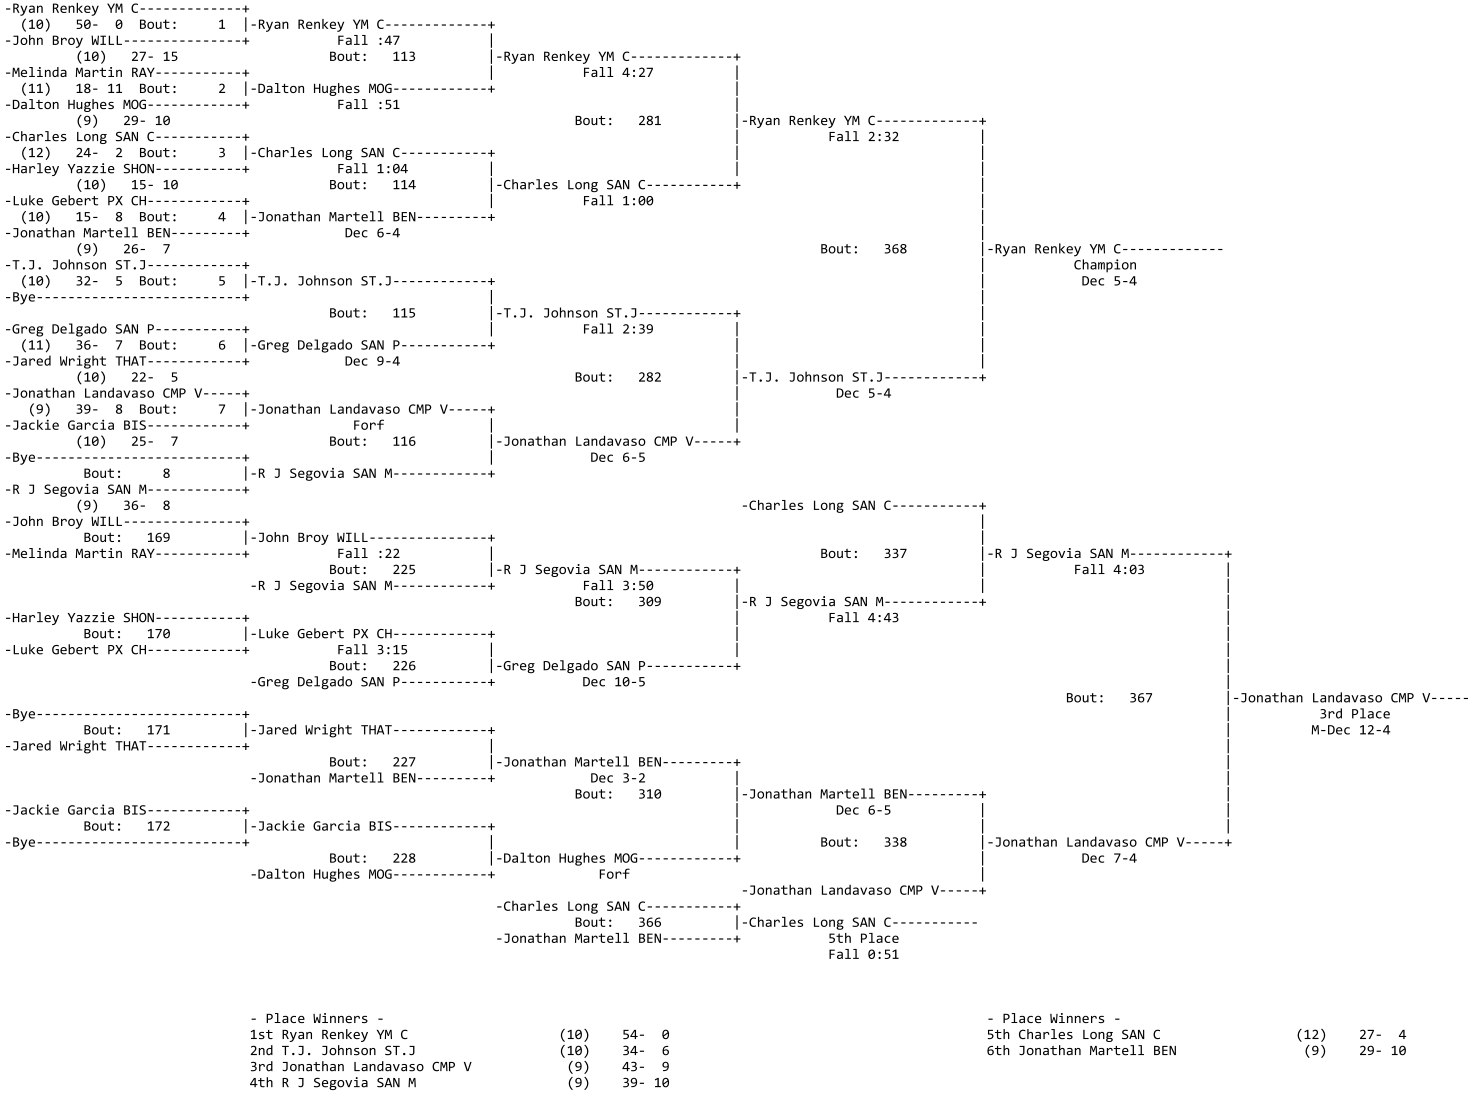 -Ryan Renkey YM C-------------+
(10) 50- 0 Bout: 1 |-Ryan Renkey YM C-------------+
-John Broy WILL---------------+ Fall :47 |
(10) 27- 15 Bout: 113 |-Ryan Renkey YM C-------------+
-Melinda Martin RAY-----------+ | Fall 4:27 |
(11) 18- 11 Bout: 2 |-Dalton Hughes MOG------------+ |
-Dalton Hughes MOG------------+ Fall :51 |
(9) 29- 10 Bout: 281 |-Ryan Renkey YM C-------------+
-Charles Long SAN C-----------+ | Fall 2:32 |
(12) 24- 2 Bout: 3 |-Charles Long SAN C-----------+ | |
-Harley Yazzie SHON-----------+ Fall 1:04 | | |
(10) 15- 10 Bout: 114 |-Charles Long SAN C-----------+ |
-Luke Gebert PX CH------------+ | Fall 1:00 |
(10) 15- 8 Bout: 4 |-Jonathan Martell BEN---------+ |
-Jonathan Martell BEN---------+ Dec 6-4 |
(9) 26- 7 Bout: 368 |-Ryan Renkey YM C-------------
-T.J. Johnson ST.J------------+ | Champion
(10) 32- 5 Bout: 5 |-T.J. Johnson ST.J------------+ | Dec 5-4
-Bye--------------------------+ | |
Bout: 115 |-T.J. Johnson ST.J------------+ |
-Greg Delgado SAN P-----------+ | Fall 2:39 | |
(11) 36- 7 Bout: 6 |-Greg Delgado SAN P-----------+ | |
-Jared Wright THAT------------+ Dec 9-4 | |
(10) 22- 5 Bout: 282 |-T.J. Johnson ST.J------------+
-Jonathan Landavaso CMP V-----+ | Dec 5-4
(9) 39- 8 Bout: 7 |-Jonathan Landavaso CMP V-----+ |
-Jackie Garcia BIS------------+ Forf | |
(10) 25- 7 Bout: 116 |-Jonathan Landavaso CMP V-----+
-Bye--------------------------+ | Dec 6-5
Bout: 8 |-R J Segovia SAN M------------+
-R J Segovia SAN M------------+
(9) 36- 8 -Charles Long SAN C-----------+
-John Broy WILL---------------+ |
Bout: 169 |-John Broy WILL---------------+ |
-Melinda Martin RAY-----------+ Fall :22 | Bout: 337 |-R J Segovia SAN M------------+
Bout: 225 |-R J Segovia SAN M------------+ | Fall 4:03 |
-R J Segovia SAN M------------+ Fall 3:50 | | |
Bout: 309 |-R J Segovia SAN M------------+ |
-Harley Yazzie SHON-----------+ | Fall 4:43 |
Bout: 170 |-Luke Gebert PX CH------------+ | |
-Luke Gebert PX CH------------+ Fall 3:15 | | |
Bout: 226 |-Greg Delgado SAN P-----------+ |
-Greg Delgado SAN P-----------+ Dec 10-5 |
Bout: 367 |-Jonathan Landavaso CMP V-----
-Bye--------------------------+ | 3rd Place
Bout: 171 |-Jared Wright THAT------------+ | M-Dec 12-4
-Jared Wright THAT------------+ | |
Bout: 227 |-Jonathan Martell BEN---------+ |
-Jonathan Martell BEN---------+ Dec 3-2 | |
Bout: 310 |-Jonathan Martell BEN---------+ |
-Jackie Garcia BIS------------+ | Dec 6-5 | |
Bout: 172 |-Jackie Garcia BIS------------+ | | |
-Bye--------------------------+ | | Bout: 338 |-Jonathan Landavaso CMP V-----+
Bout: 228 |-Dalton Hughes MOG------------+ | Dec 7-4
-Dalton Hughes MOG------------+ Forf |
-Jonathan Landavaso CMP V-----+
-Charles Long SAN C-----------+
Bout: 366 |-Charles Long SAN C-----------
-Jonathan Martell BEN---------+ 5th Place
Fall 0:51
- Place Winners - - Place Winners -
1st Ryan Renkey YM C (10) 54- 0 5th Charles Long SAN C (12) 27- 4
2nd T.J. Johnson ST.J (10) 34- 6 6th Jonathan Martell BEN (9) 29- 10
3rd Jonathan Landavaso CMP V (9) 43- 9
4th R J Segovia SAN M (9) 39- 10